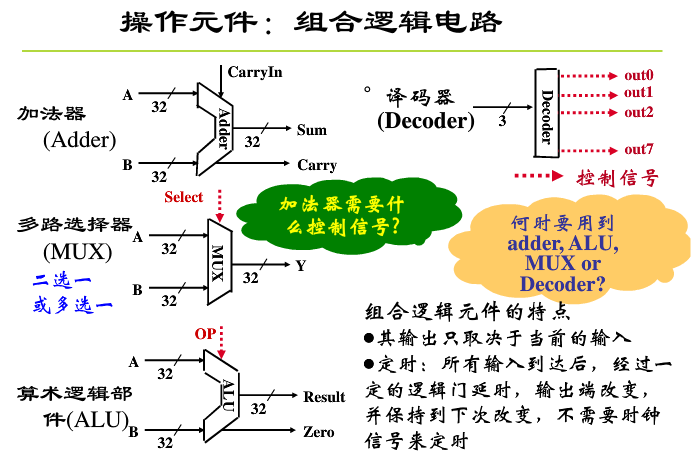 操作元件：组合逻辑电路
CarryIn
A
32
加法器
(Adder)
Adder
Sum
32
B
32
Carry
°译码器
(Decoder)
3
Decoder
out0
out1
out2
out7
控制信号
Select
加法器需要什
么控制信号?
多路选择器
(MUX)
A
32
MUX
Y
32
二选一
或多选一
B
32
何时要用到
adder, ALU,
MUX or
Decoder?
OP
A
32
算术逻辑部
件(ALU)
ALU
Result
32
B
32
Zero
组合逻辑元件的特点
●其输出只取决于当前的输入
●定时：所有输入到达后，经过一
定的逻辑门延时，输出端改变，
并保持到下次改变，不需要时钟
信号来定时